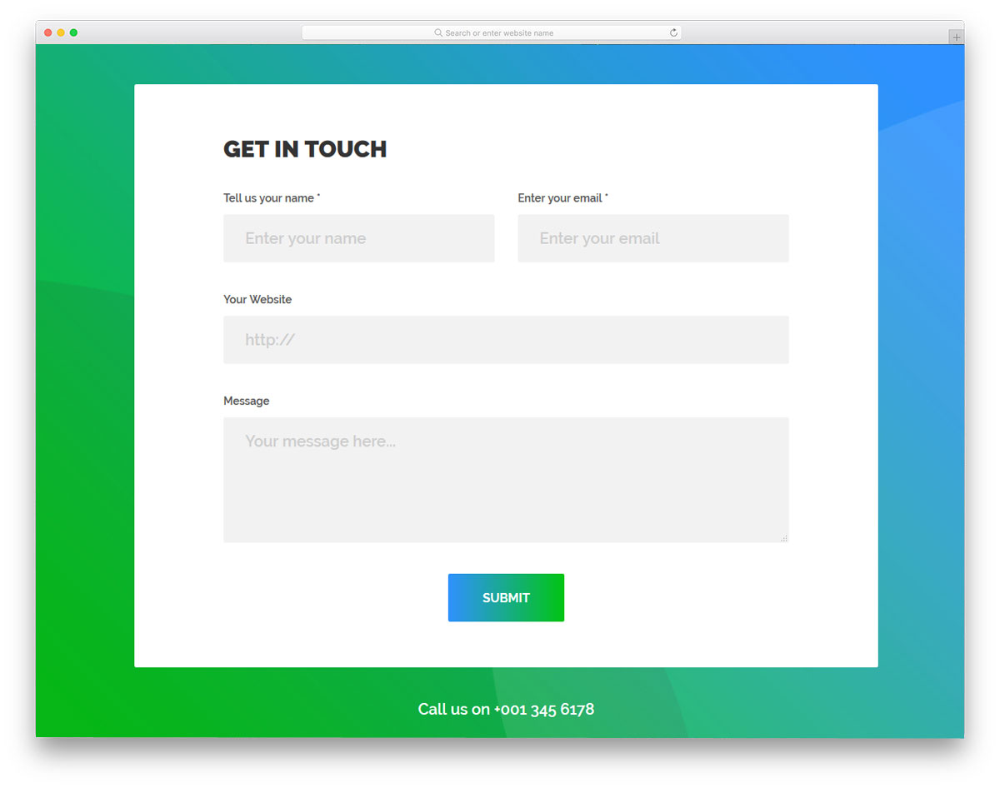 Search or enter website name
GET IN TOUCH
Tell us your name *
Enter your email *
Enter your name
Enter your email
Your Website
http://
Message
Your message here...
SUBMIT
Call us on +001 345 6178